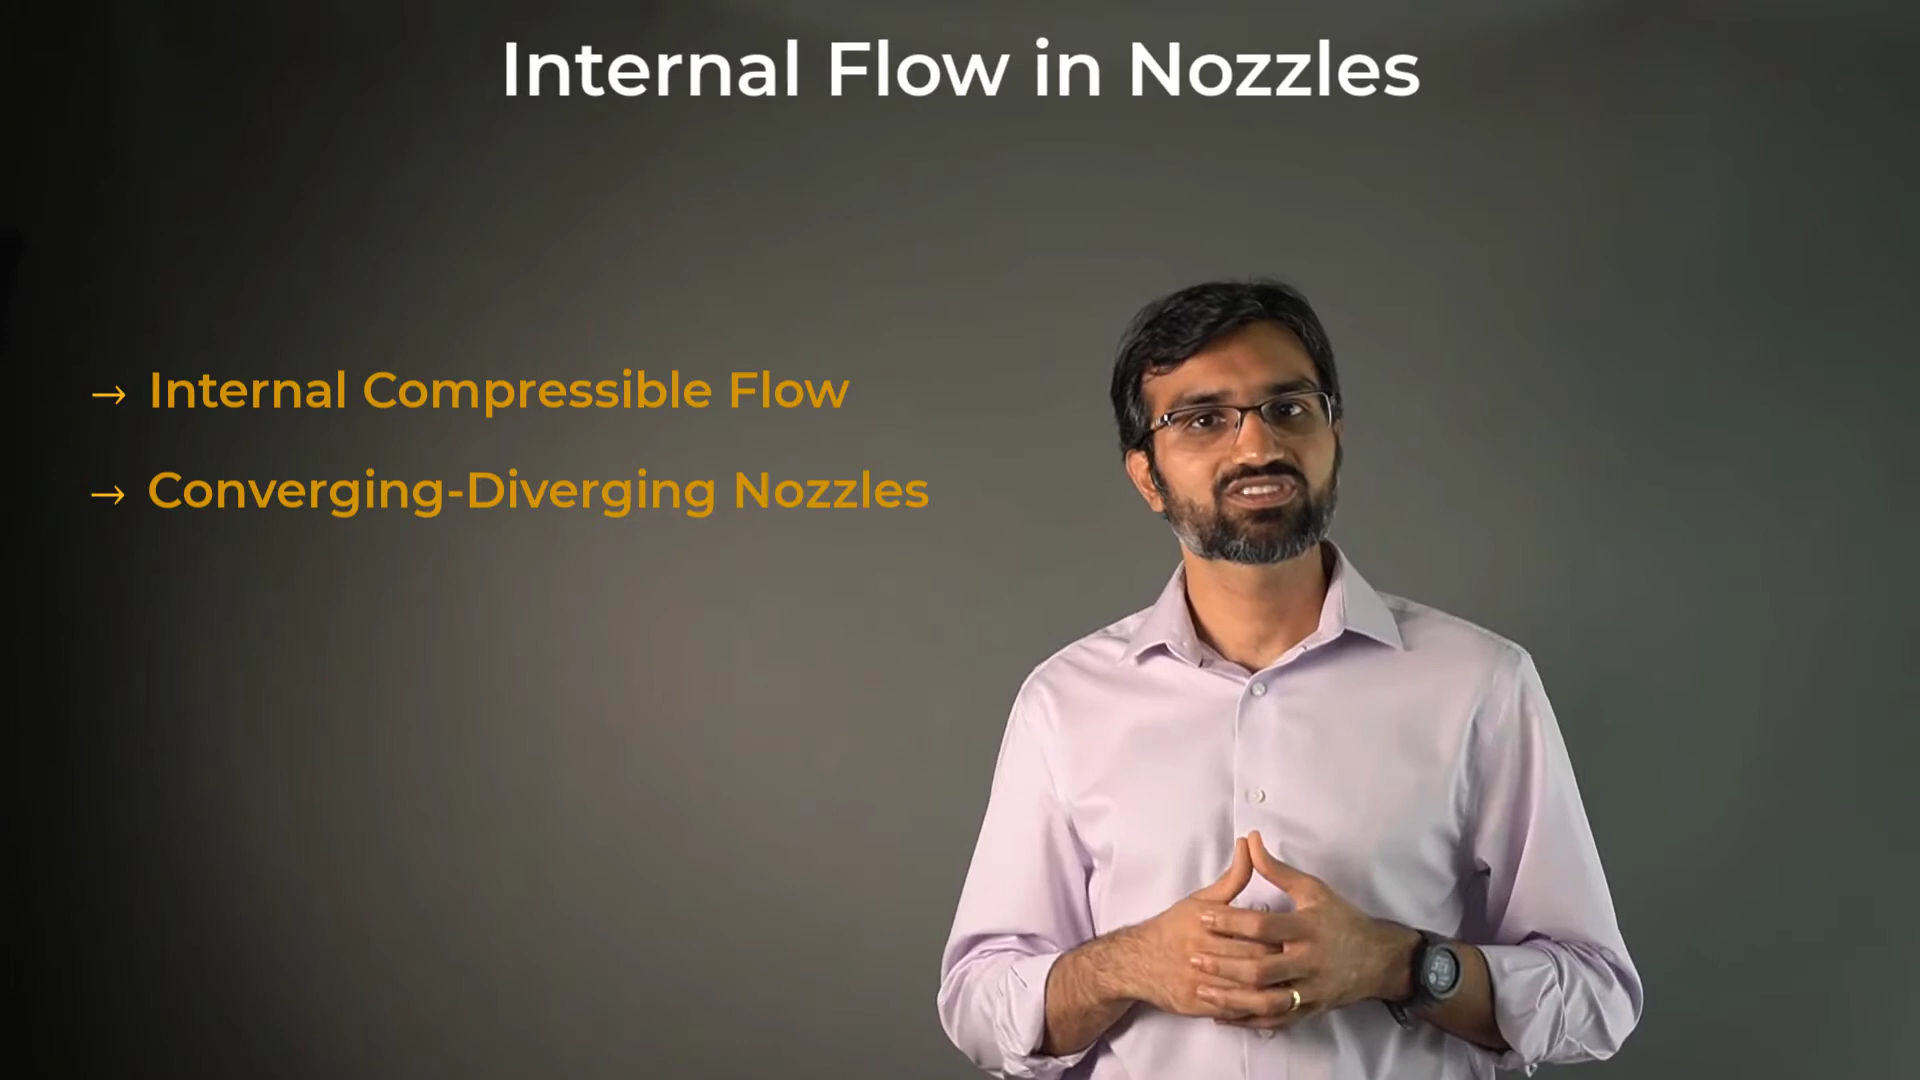 Internal Flow in Nozzles
→ Internal Compressible Flow
→ Converging-Diverging Nozzles